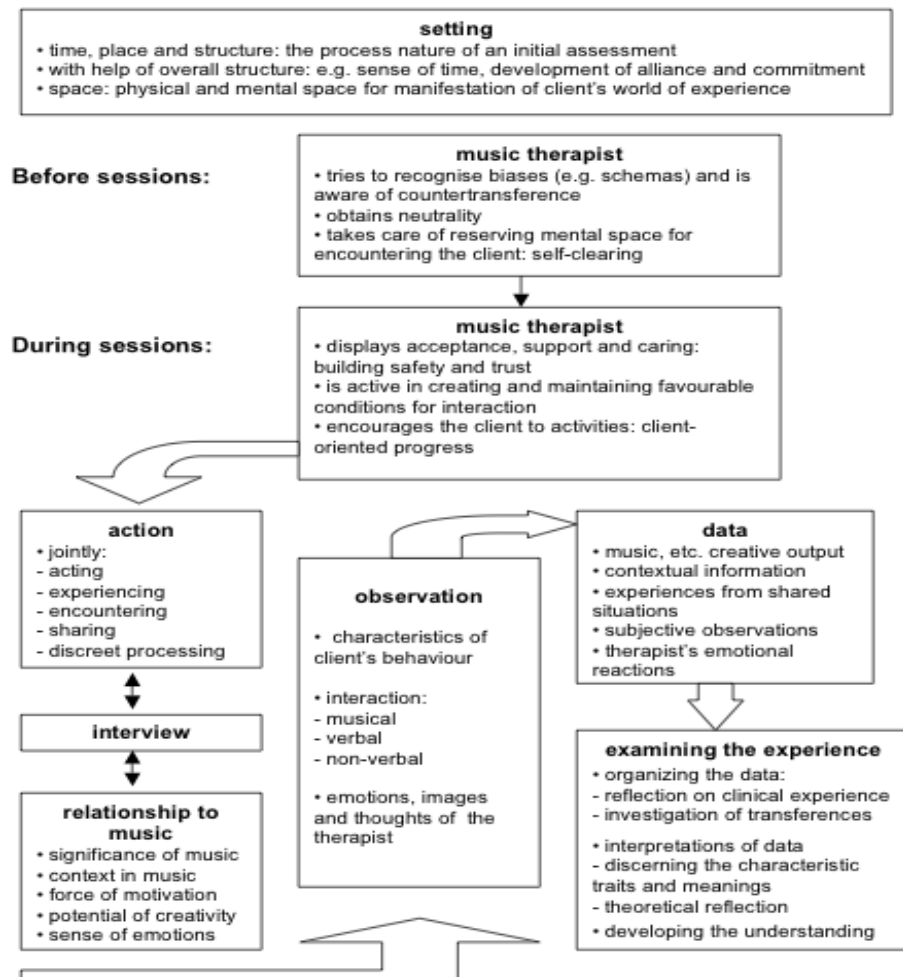 setting
• time, place and structure: the process nature of an initial assessment
• with help of overall structure: e.g. sense of time, development of alliance and commitment
• space: physical and mental space for manifestation of client's world of experience
Before sessions:
music therapist
• tries to recognise biases (e.g. schemas) and is
aware of countertransference
• obtains neutrality
• takes care of reserving mental space for
encountering the client: self-clearing
During sessions:
music therapist
• displays acceptance, support and caring:
building safety and trust
• is active in creating and maintaining favourable
conditions for interaction
• encourages the client to activities: client-
oriented progress
action
• jointly:
- acting
- experiencing
- encountering
- sharing
- discreet processing
interview
relationship to
music
• significance of music
• context in music
• force of motivation
• potential of creativity
• sense of emotions
observation
• characteristics of
client's behaviour
• interaction:
- musical
- verbal
- non-verbal
• emotions, images
and thoughts of the
therapist
data
• music, etc. creative output
• contextual information
• experiences from shared
situations
• subjective observations
• therapist's emotional
reactions
examining the experience
• organizing the data:
- reflection on clinical experience
- investigation of transferences
• interpretations of data
- discerning the characteristic
traits and meanings
- theoretical reflection
• developing the understanding